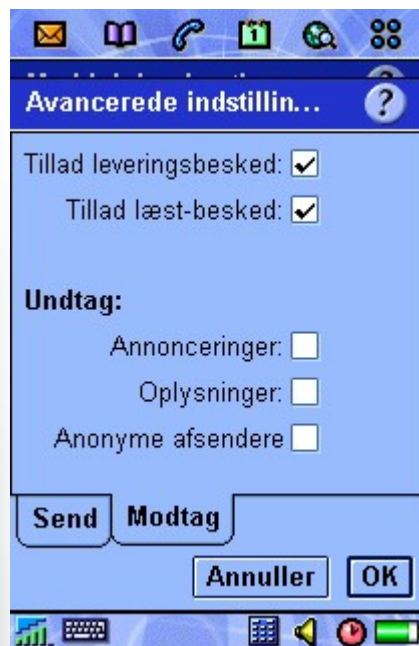 Avancerede indstillin...
Tillad leveringsbesked:
Tillad læst-besked:
Undtag:
Annonceringer:
Oplysninger:
Anonyme afsendere
Send Modtag
Annuller OK